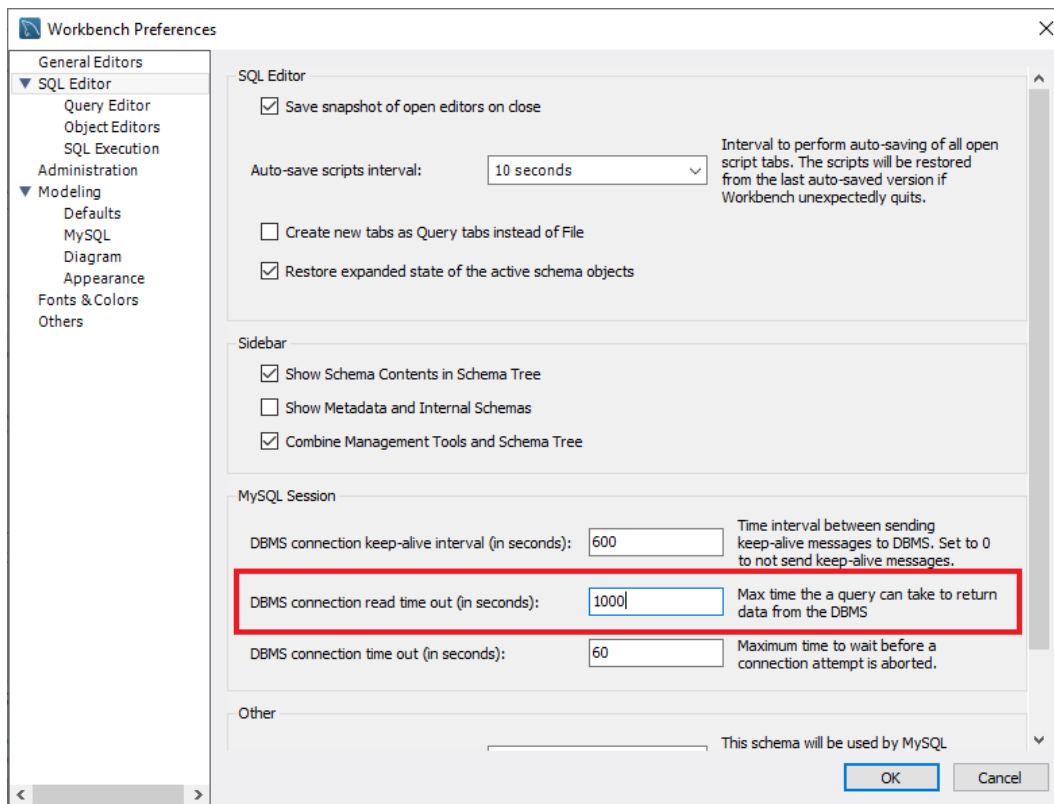 Workbench Preferences
General Editors
SQL Editor
Query Editor
Object Editors
SQL Execution
Administration
Modeling
Defaults
MySQL
Diagram
Appearance
Fonts & Colors
Others
SQL Editor
Save snapshot of open editors on close
Auto-save scripts interval:
10 seconds
Interval to perform auto-saving of all open
script tabs. The scripts will be restored
from the last auto-saved version if
Workbench unexpectedly quits.
Create new tabs as Query tabs instead of File
Restore expanded state of the active schema objects
Sidebar
Show Schema Contents in Schema Tree
Show Metadata and Internal Schemas
Combine Management Tools and Schema Tree
MySQL Session
DBMS connection keep-alive interval (in seconds):
600
Time interval between sending
keep-alive messages to DBMS. Set to 0
to not send keep-alive messages.
DBMS connection read time out (in seconds):
1000
Max time the a query can take to return
data from the DBMS
DBMS connection time out (in seconds):
60
Maximum time to wait before a
connection attempt is aborted.
Other
This schema will be used by MySQL
OK
Cancel